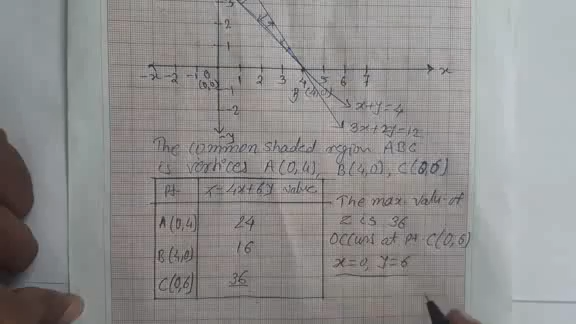 3
2
1
-x -2 -1 0 1 2 3 4 5 6 7 x
(0,0) B(4,0)
-1
-2
x+y=4
-y 3x+2y=12
The common shaded region ABC
is vertices A(0,4), B(4,0), C(0,6)
Pt z=4x+6y value
A(0,4) 24
B(4,0) 16
C(0,6) 36
The max value of
Z is 36
occurs at Pt C(0,6)
x=0, y=6